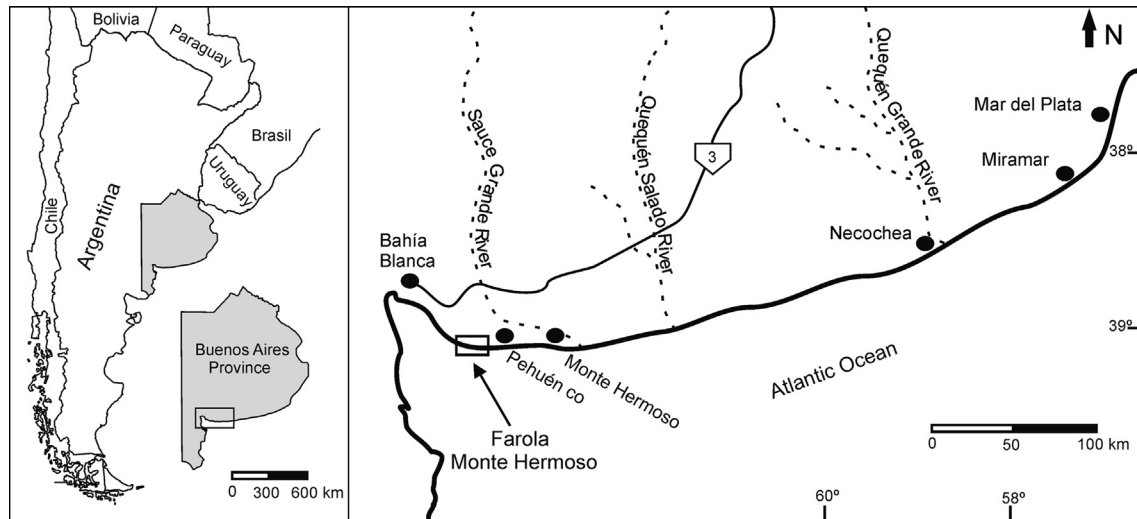 Bolivia
Paraguay
Brasil
Uruguay
Chile
Argentina
Buenos Aires
Province
0 300 600 km
N
Sauce Grande River
Quequén Salado River
Quequén Grande River
3
Mar del Plata
38º
Miramar
Necochea
Bahía
Blanca
39º
Pehuén co
Monte Hermoso
Atlantic Ocean
Farola
Monte Hermoso
0 50 100 km
60º
58º